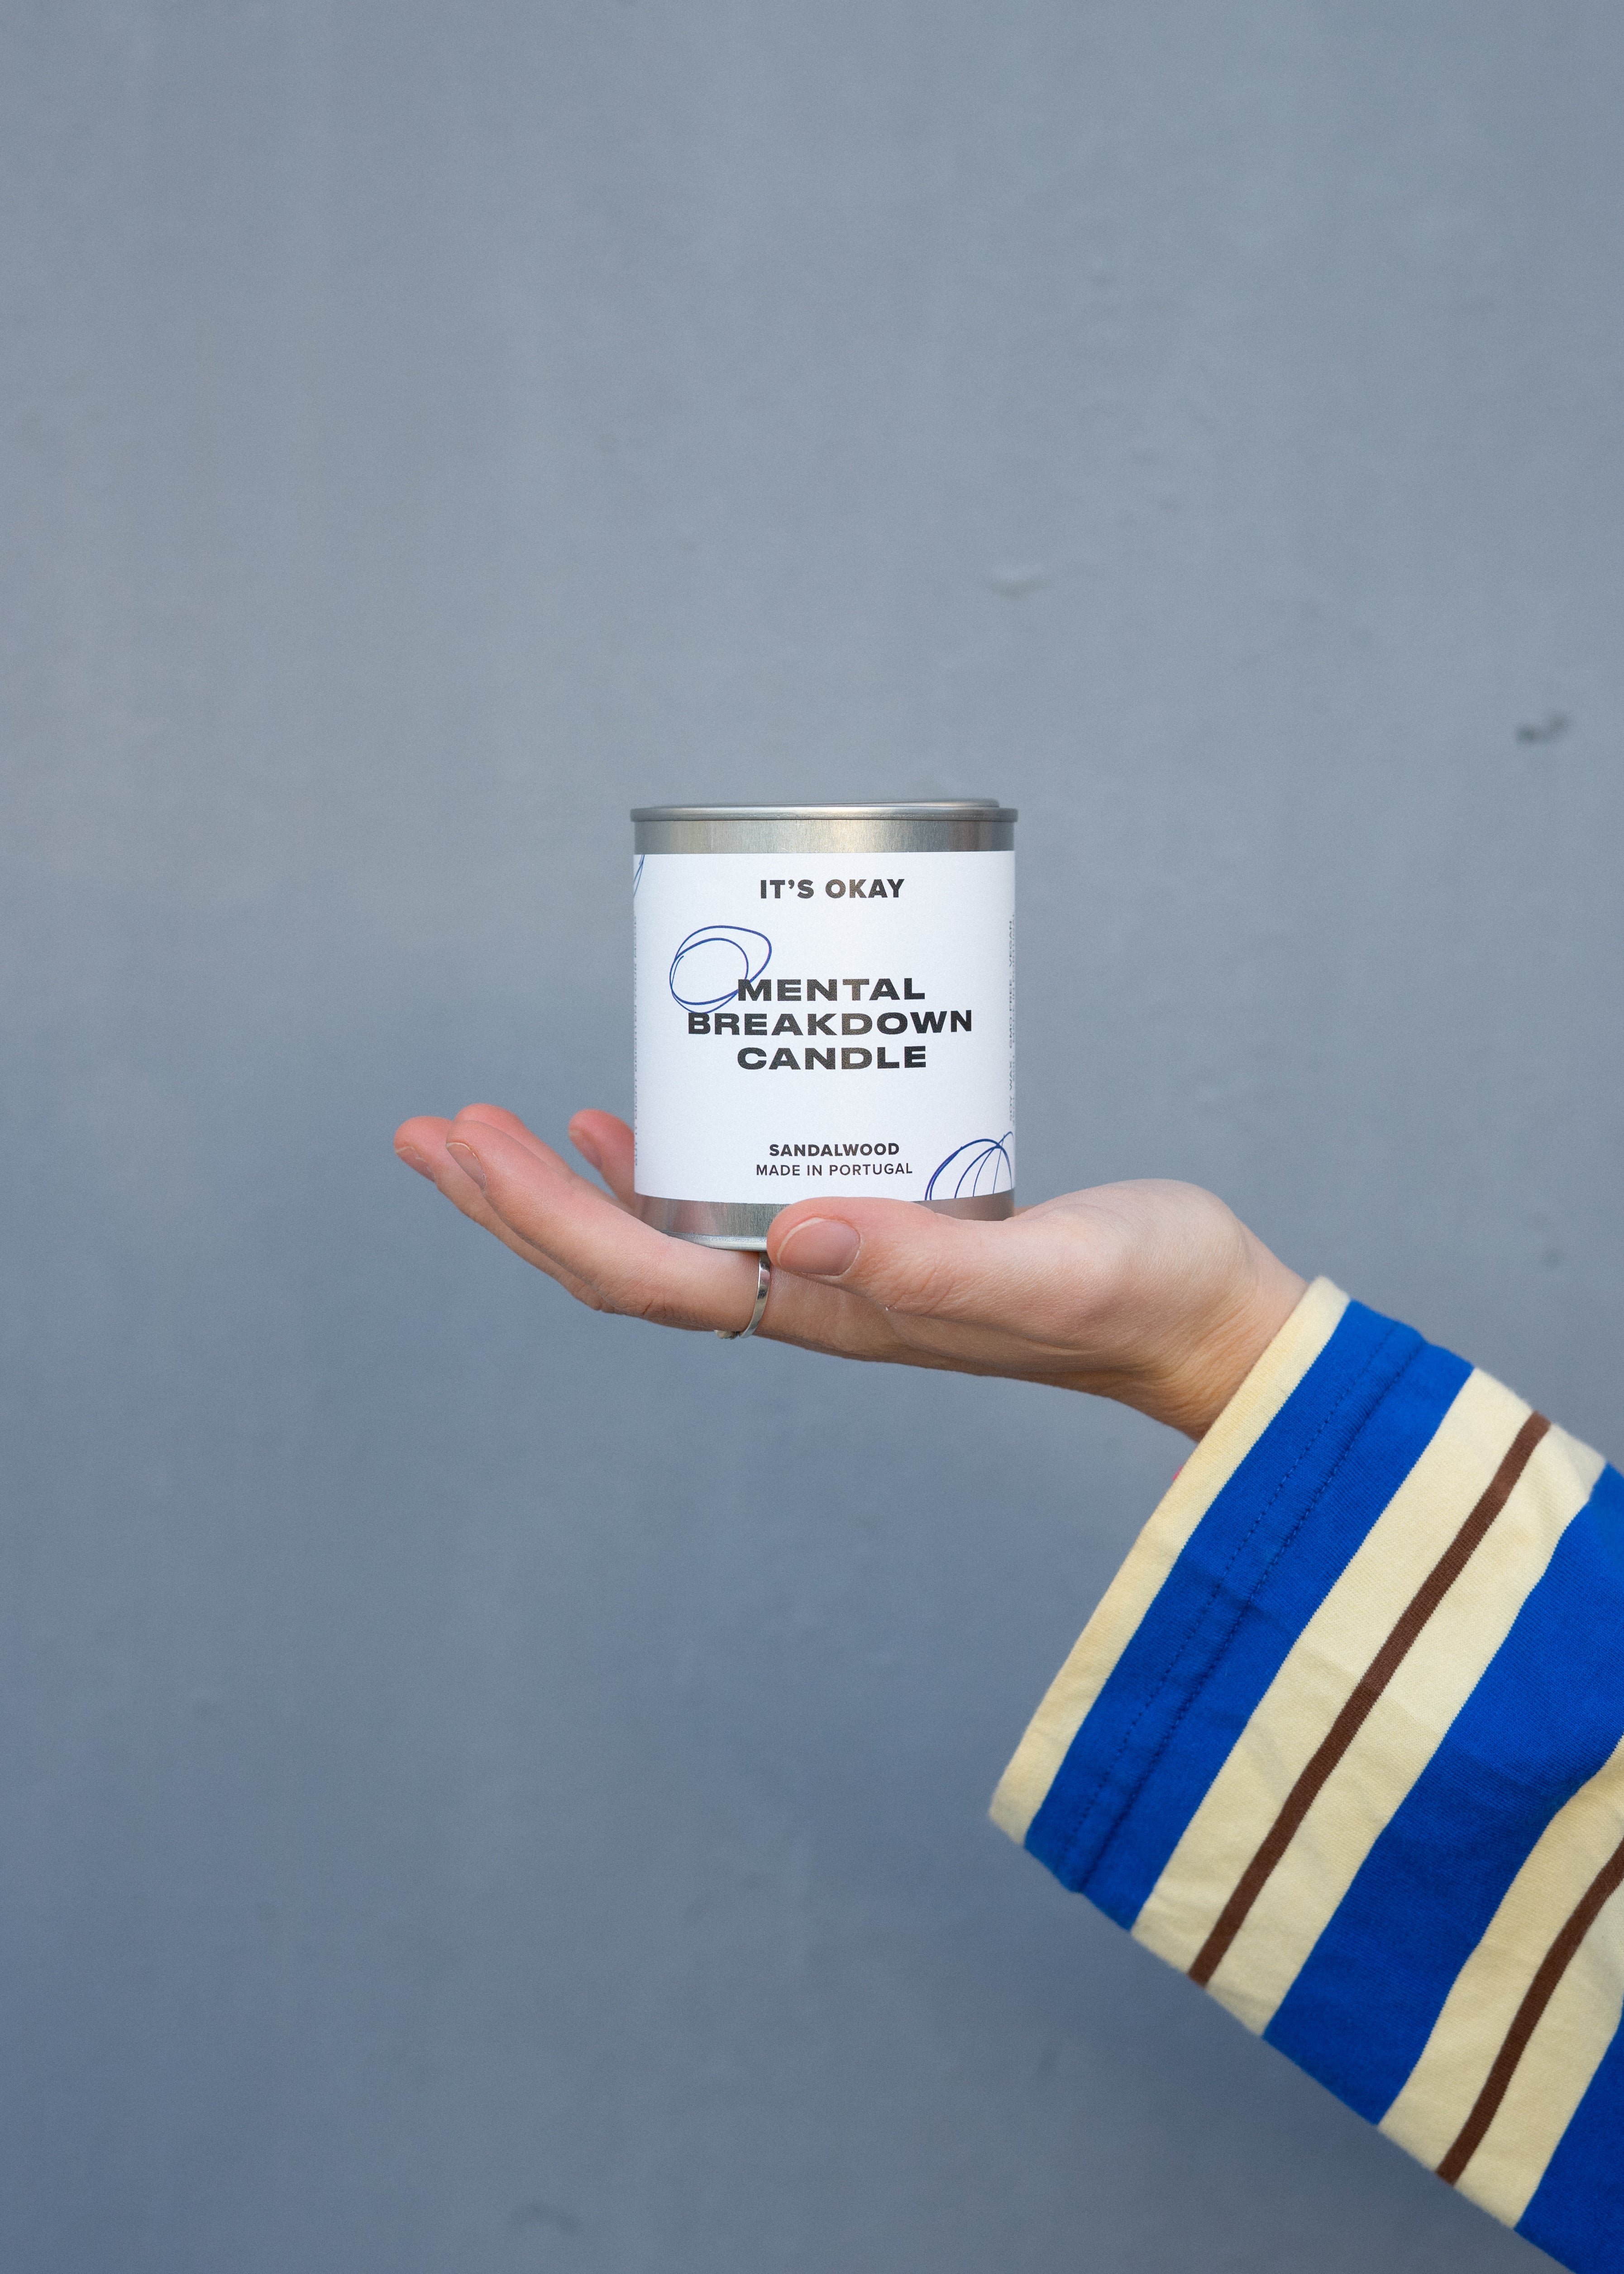 IT'S OKAY
MENTAL
BREAKDOWN
CANDLE
SANDALWOOD
MADE IN PORTUGAL